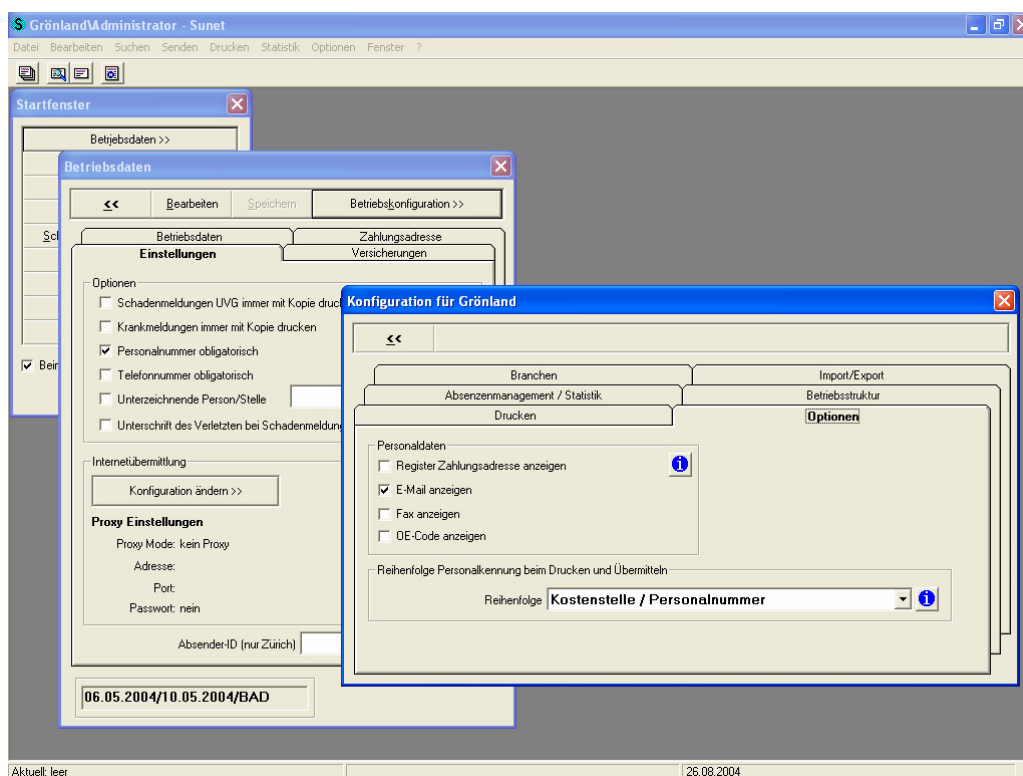 Grönland\Administrator - Sunet
Datei Bearbeiten Suchen Senden Drucken Statistik Optionen Fenster ?
Startfenster
Betriebsdaten >>
Betriebsdaten
<< Bearbeiten Speichern Betriebskonfiguration >>
Betriebsdaten Zahlungsadresse
Einstellungen Versicherungen
Optionen
Schadenmeldungen UVG immer mit Kopie
Krankmeldungen immer mit Kopie drucken
Personalnummer obligatorisch
Telefonnummer obligatorisch
Unterzeichnende Person/Stelle
Unterschrift des Verletzten bei
Internetübermittlung
Konfiguration ändern >>
Proxy Einstellungen
Proxy Mode: kein Proxy
Adresse:
Port:
Passwort: nein
Absender-ID (nur Zürich)
06.05.2004/10.05.2004/BAD
Konfiguration für Grönland
<<
Branchen Import/Export
Absenzenmanagement / Statistik Betriebsstruktur
Drucken Optionen
Personaldaten
Register Zahlungsadresse anzeigen
E-Mail anzeigen
Fax anzeigen
OE-Code anzeigen
Reihenfolge Personalkennung beim Drucken und Übermitteln
Reihenfolge Kostenstelle / Personalnummer
Aktuell: leer 26.08.2004